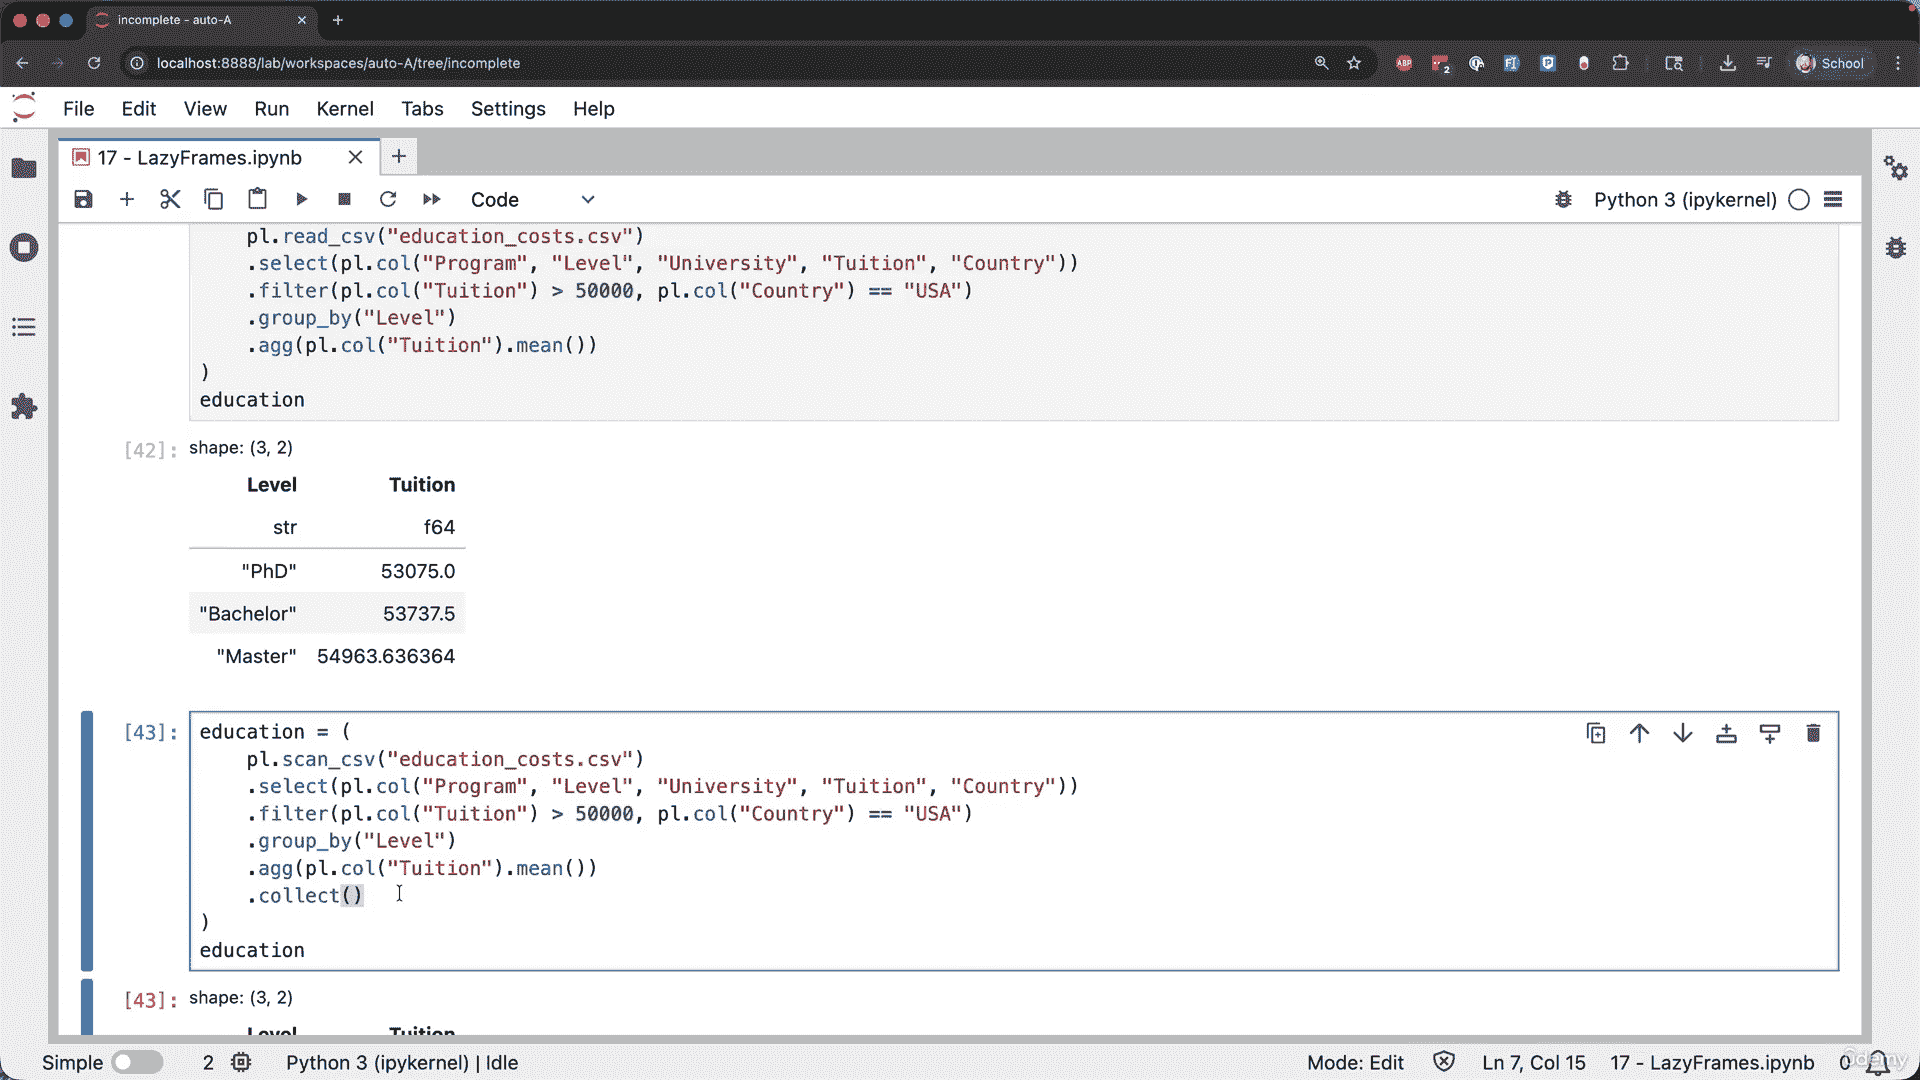 incomplete - auto-A
localhost:8888/lab/workspaces/auto-A/tree/incomplete
ABP
2
School
File Edit View Run Kernel Tabs Settings Help
17 - LazyFrames.ipynb
Code
Python 3 (ipykernel)
pl.read_csv("education_costs.csv")
.select(pl.col("Program", "Level", "University", "Tuition", "Country"))
.filter(pl.col("Tuition") > 50000, pl.col("Country") == "USA")
.group_by("Level")
.agg(pl.col("Tuition").mean())
)
education
[42]: shape: (3, 2)
Level Tuition
str f64
"PhD" 53075.0
"Bachelor" 53737.5
"Master" 54963.636364
[43]: education = (
pl.scan_csv("education_costs.csv")
.select(pl.col("Program", "Level", "University", "Tuition", "Country"))
.filter(pl.col("Tuition") > 50000, pl.col("Country") == "USA")
.group_by("Level")
.agg(pl.col("Tuition").mean())
.collect()
)
education
[43]: shape: (3, 2)
Level Tuition
Simple 2 Python 3 (ipykernel) | Idle Mode: Edit Ln 7, Col 15 17 - LazyFrames.ipynb 0
Udemy